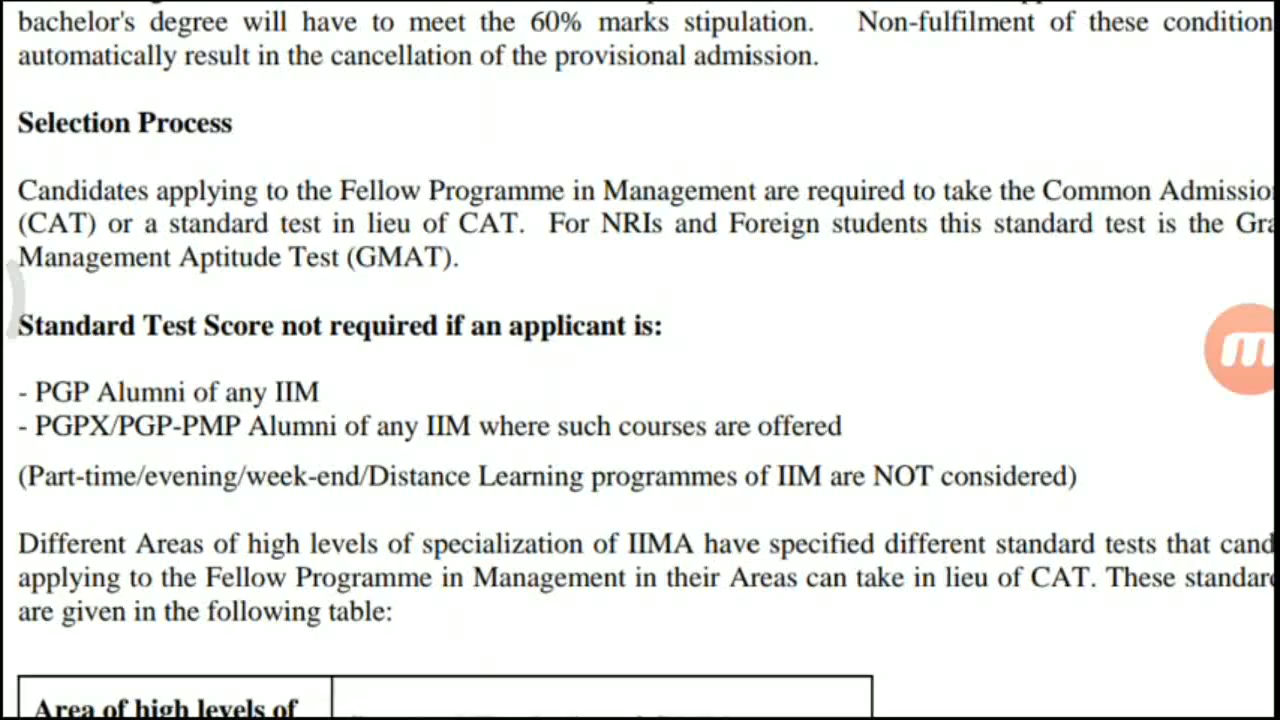 bachelor's degree will have to meet the 60% marks stipulation. Non-fulfilment of these condition
automatically result in the cancellation of the provisional admission.
Selection Process
Candidates applying to the Fellow Programme in Management are required to take the Common Admissio
(CAT) or a standard test in lieu of CAT. For NRIs and Foreign students this standard test is the Gra
Management Aptitude Test (GMAT).
Standard Test Score not required if an applicant is:
- PGP Alumni of any IIM
- PGPX/PGP-PMP Alumni of any IIM where such courses are offered
(Part-time/evening/week-end/Distance Learning programmes of IIM are NOT considered)
Different Areas of high levels of specialization of IIMA have specified different standard tests that cand
applying to the Fellow Programme in Management in their Areas can take in lieu of CAT. These standard
are given in the following table:
Area of high levels of